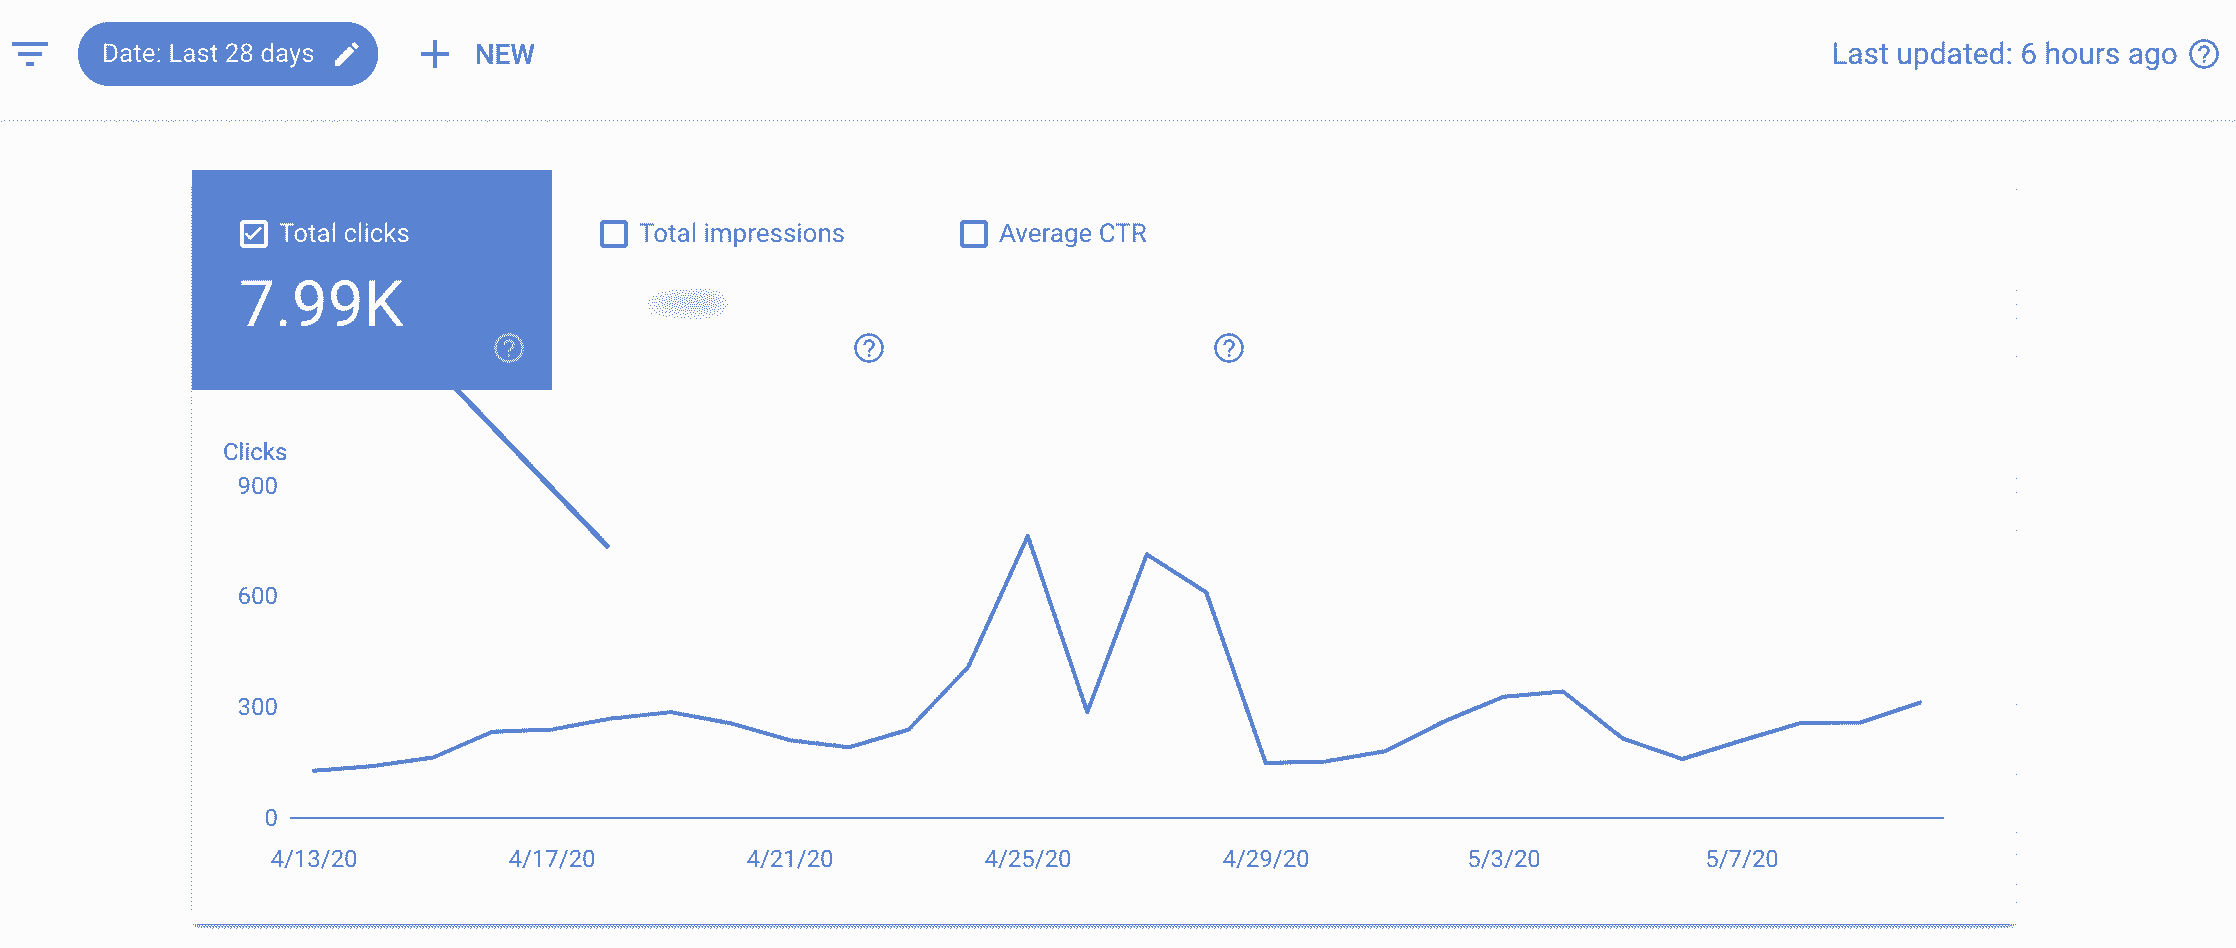 Date: Last 28 days NEW Last updated: 6 hours ago
Total clicks Total impressions Average CTR
7.99K
Clicks
900
600
300
0
4/13/20 4/17/20 4/21/20 4/25/20 4/29/20 5/3/20 5/7/20